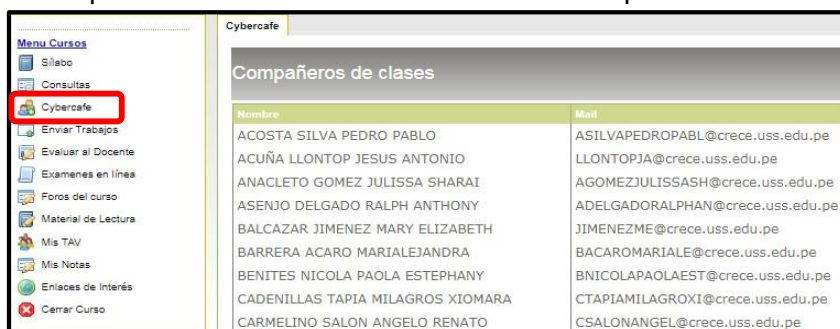 Menu Cursos
Sílabo
Consultas
Cybercafe
Enviar Trabajos
Evaluar al Docente
Examenes en línea
Foros del curso
Material de Lectura
Mis TAV
Mis Notas
Enlaces de Interés
Cerrar Curso
Cybercafe
Compañeros de clases
Nombre Mail
ACOSTA SILVA PEDRO PABLO ASILVAPEDROPABL@crece.uss.edu.pe
ACUÑA LLONTOP JESUS ANTONIO LLONTOPJA@crece.uss.edu.pe
ANACLETO GOMEZ JULISSA SHARAI AGOMEZJULISSASH@crece.uss.edu.pe
ASENJO DELGADO RALPH ANTHONY ADELGADORALPHAN@crece.uss.edu.pe
BALCAZAR JIMENEZ MARY ELIZABETH JIMENEZME@crece.uss.edu.pe
BARRERA ACARO MARIALEJANDRA BACAROMARIALE@crece.uss.edu.pe
BENITES NICOLA PAOLA ESTEPHANY BNICOLAPAOLAEST@crece.uss.edu.pe
CADENILLAS TAPIA MILAGROS XIOMARA CTAPIAMILAGROXI@crece.uss.edu.pe
CARMELINO SALON ANGELO RENATO CSALONANGEL@crece.uss.edu.pe